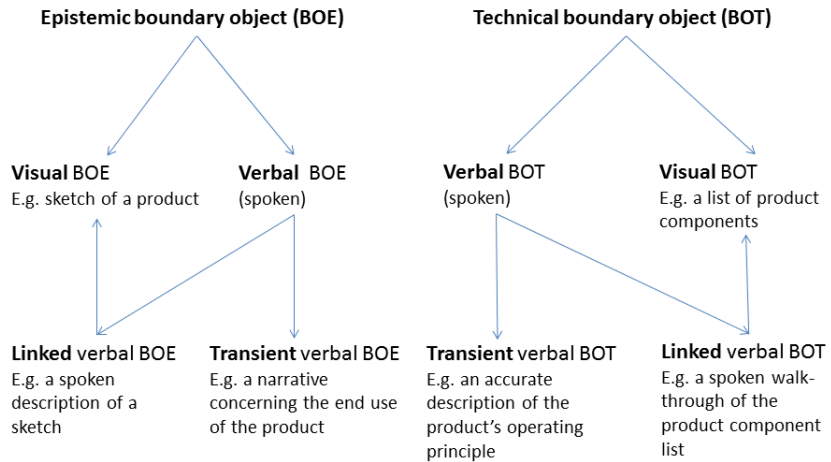 Epistemic boundary object (BOE)
Technical boundary object (BOT)
Visual BOE
E.g. sketch of a product
Verbal BOE
(spoken)
Verbal BOT
(spoken)
Visual BOT
E.g. a list of product
components
Linked verbal BOE
E.g. a spoken
description of a
sketch
Transient verbal BOE
E.g. a narrative
concerning the end use
of the product
Transient verbal BOT
E.g. an accurate
description of the
product's operating
principle
Linked verbal BOT
E.g. a spoken walk-
through of the
product component
list